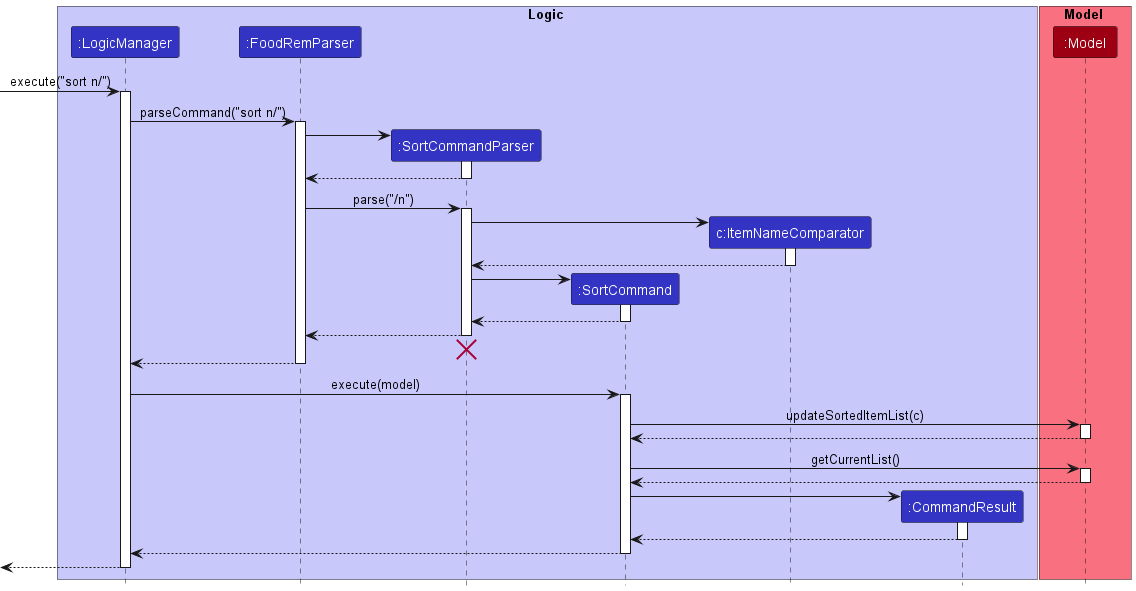 Logic
Model
:LogicManager
:FoodRemParser
:Model
execute("sort n/")
parseCommand("sort n/")
:SortCommandParser
parse("/n")
c:ItemNameComparator
:SortCommand
execute(model)
updateSortedItemList(c)
getCurrentList()
:CommandResult